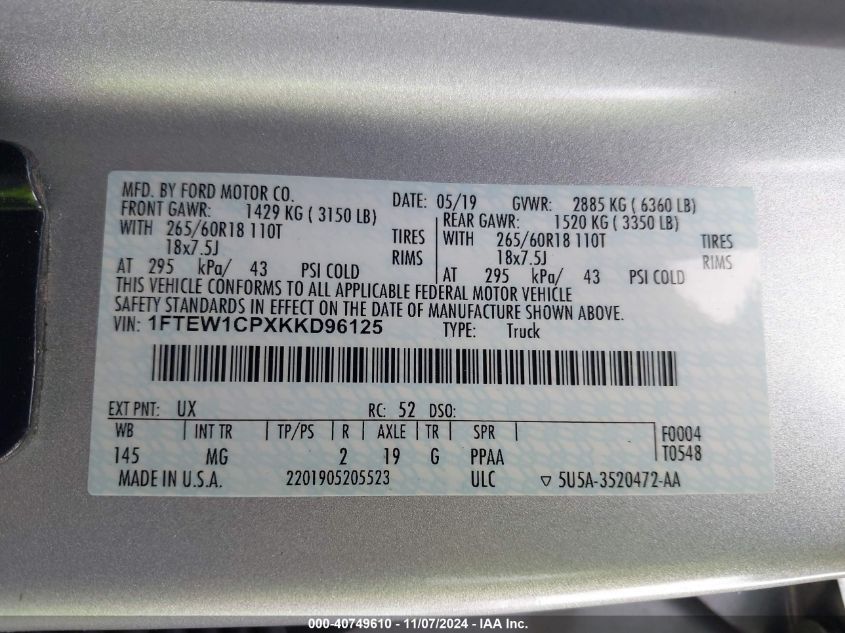 MFD. BY FORD MOTOR CO. DATE: 05/19 GVWR: 2885 KG ( 6360 LB)
FRONT GAWR: 1429 KG ( 3150 LB) REAR GAWR: 1520 KG ( 3350 LB)
WITH 265/60R18 110T TIRES WITH 265/60R18 110T TIRES
18x7.5J RIMS 18x7.5J RIMS
AT 295 kPa/ 43 PSI COLD AT 295 kPa/ 43 PSI COLD
THIS VEHICLE CONFORMS TO ALL APPLICABLE FEDERAL MOTOR VEHICLE
SAFETY STANDARDS IN EFFECT ON THE DATE OF MANUFACTURE SHOWN ABOVE.
VIN: 1FTEW1CPXKKD96125 TYPE: Truck
EXT PNT: UX RC: 52 DSO:
WB INT TR TP/PS R AXLE TR SPR F0004
145 MG 2 19 G PPAA T0548
MADE IN U.S.A. 2201905205523 ULC ▽ 5U5A-3520472-AA
000-40749610 - 11/07/2024 - IAAI.COM